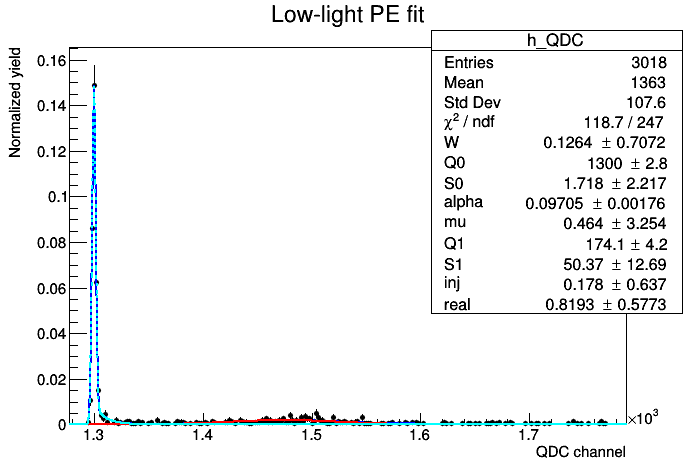 Low-light PE fit
h_QDC
Entries 3018
Mean 1363
Std Dev 107.6
χ² / ndf 118.7 / 247
W 0.1264 ± 0.7072
Q0 1300 ± 2.8
S0 1.718 ± 2.217
alpha 0.09705 ± 0.00176
mu 0.464 ± 3.254
Q1 174.1 ± 4.2
S1 50.37 ± 12.69
inj 0.178 ± 0.637
real 0.8193 ± 0.5773
Normalized yield
0.16
0.14
0.12
0.1
0.08
0.06
0.04
0.02
0
1.3 1.4 1.5 1.6 1.7
×10³
QDC channel